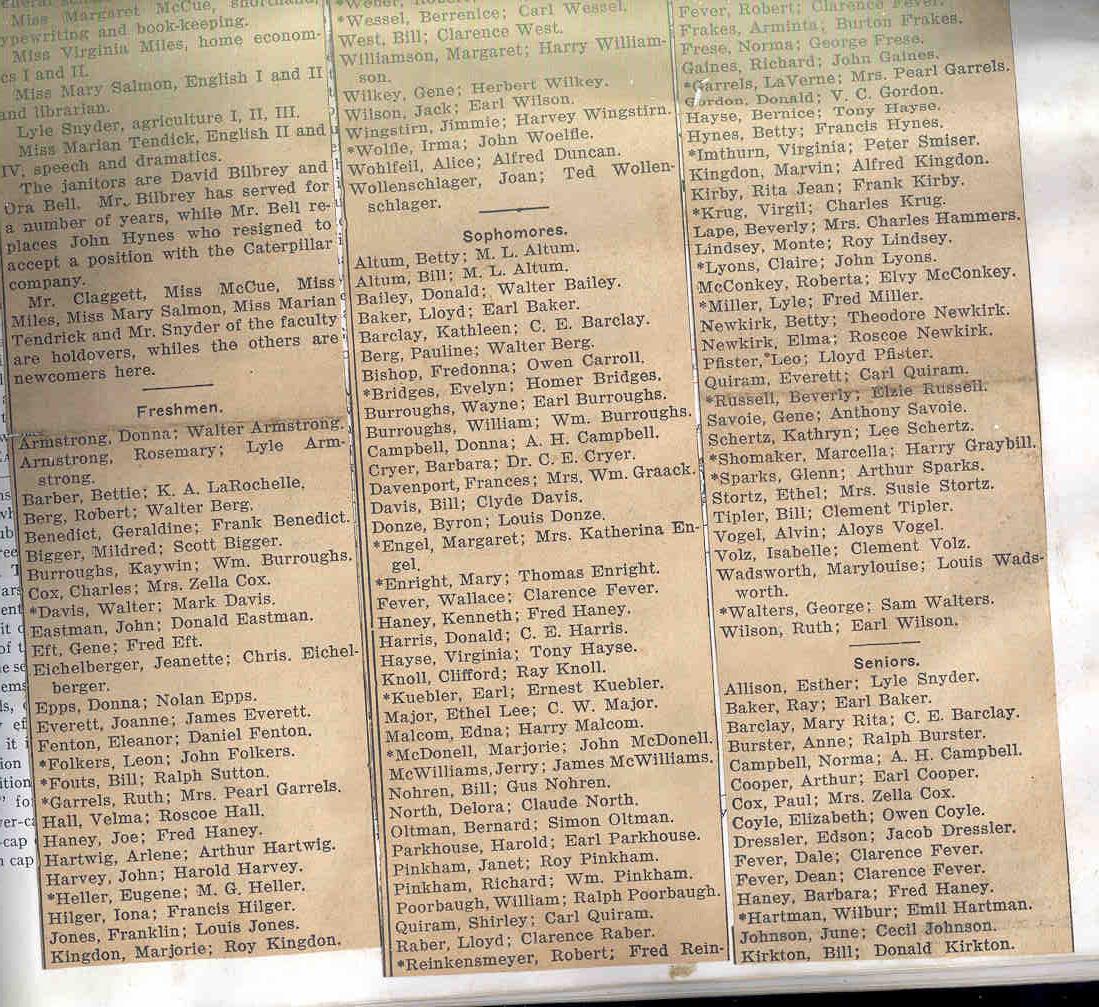 Miss Margaret McCue, shorthand,
typewriting and book-keeping.
Miss Virginia Miles, home econom-
cs I and II.
Miss Mary Salmon, English I and II
and librarian.
Lyle Snyder, agriculture I, II, III.
Miss Marian Tendick, English II and
IV, speech and dramatics.
The janitors are David Bilbrey and
Ora Bell. Mr. Bilbrey has served for
a number of years, while Mr. Bell re-
places John Hynes who resigned to
accept a position with the Caterpillar
company.
Mr. Claggett, Miss McCue, Miss
Miles, Miss Mary Salmon, Miss Marian
Tendrick and Mr. Snyder of the faculty
are holdovers, whiles the others are
newcomers here.
Freshmen.
Armstrong, Donna; Walter Armstrong.
Armstrong, Rosemary; Lyle Arm-
strong.
Barber, Bettie; K. A. LaRochelle.
Berg, Robert; Walter Berg.
Benedict, Geraldine; Frank Benedict.
Bigger, Mildred; Scott Bigger.
Burroughs, Kaywin; Wm. Burroughs.
Cox, Charles; Mrs. Zella Cox.
*Davis, Walter; Mark Davis.
Eastman, John; Donald Eastman.
Eft, Gene; Fred Eft.
Eichelberger, Jeanette; Chris. Eichel-
berger.
Epps, Donna; Nolan Epps.
Everett, Joanne; James Everett.
Fenton, Eleanor; Daniel Fenton.
*Folkers, Leon; John Folkers.
*Fouts, Bill; Ralph Sutton.
*Garrels, Ruth; Mrs. Pearl Garrels.
Hall, Velma; Roscoe Hall.
Haney, Joe; Fred Haney.
Hartwig, Arlene; Arthur Hartwig.
Harvey, John; Harold Harvey.
*Heller, Eugene; M. G. Heller.
Hilger, Iona; Francis Hilger.
Jones, Franklin; Louis Jones.
Kingdon, Marjorie; Roy Kingdon.
*Wessel, Berrenice; Carl Wessel.
West, Bill; Clarence West.
Williamson, Margaret; Harry William-
son.
Wilkey, Gene; Herbert Wilkey.
Wilson, Jack; Earl Wilson.
Wingstirn, Jimmie; Harvey Wingstirn.
*Wolfle, Irma; John Woelfle.
Wohlfeil, Alice; Alfred Duncan.
Wollenschlager, Joan; Ted Wollen-
schlager.
Sophomores.
Altum, Betty; M. L. Altum.
Altum, Bill; M. L. Altum.
Bailey, Donald; Walter Bailey.
Baker, Lloyd; Earl Baker.
Barclay, Kathleen; C. E. Barclay.
Berg, Pauline; Walter Berg.
Bishop, Fredonna; Owen Carroll.
*Bridges, Evelyn; Homer Bridges.
Burroughs, Wayne; Earl Burroughs.
Burroughs, William; Wm. Burroughs.
Campbell, Donna; A. H. Campbell.
Cryer, Barbara; Dr. C. E. Cryer.
Davenport, Frances; Mrs. Wm. Graack.
Davis, Bill; Clyde Davis.
Donze, Byron; Louis Donze.
*Engel, Margaret; Mrs. Katherina En-
gel.
*Enright, Mary; Thomas Enright.
Fever, Wallace; Clarence Fever.
Haney, Kenneth; Fred Haney.
Harris, Donald; C. E. Harris.
Hayse, Virginia; Tony Hayse.
Knoll, Clifford; Ray Knoll.
*Kuebler, Earl; Ernest Kuebler.
Major, Ethel Lee; C. W. Major.
Malcom, Edna; Harry Malcom.
*McDonell, Marjorie; John McDonell.
McWilliams, Jerry; James McWilliams.
Nohren, Bill; Gus Nohren.
North, Delora; Claude North.
Oltman, Bernard; Simon Oltman.
Parkhouse, Harold; Earl Parkhouse.
Pinkham, Janet; Roy Pinkham.
Pinkham, Richard; Wm. Pinkham.
Poorbaugh, William; Ralph Poorbaugh.
Quiram, Shirley; Carl Quiram.
Raber, Lloyd; Clarence Raber.
*Reinkensmeyer, Robert; Fred Rein-
Fever, Robert; Clarence Fever.
Frakes, Arminta; Burton Frakes.
Frese, Norma; George Frese.
Gaines, Richard; John Gaines.
*Garrels, LaVerne; Mrs. Pearl Garrels.
Gordon, Donald; V. C. Gordon.
Hayse, Bernice; Tony Hayse.
Hynes, Betty; Francis Hynes.
*Imthurn, Virginia; Peter Smiser.
Kingdon, Marvin; Alfred Kingdon.
Kirby, Rita Jean; Frank Kirby.
*Krug, Virgil; Charles Krug.
Lape, Beverly; Mrs. Charles Hammers.
Lindsey, Monte; Roy Lindsey.
*Lyons, Claire; John Lyons.
McConkey, Roberta; Elvy McConkey.
*Miller, Lyle; Fred Miller.
Newkirk, Betty; Theodore Newkirk.
Newkirk, Elma; Roscoe Newkirk.
Pfister, *Leo; Lloyd Pfister.
Quiram, Everett; Carl Quiram.
*Russell, Beverly; Elzie Russell.
Savoie, Gene; Anthony Savoie.
Schertz, Kathryn; Lee Schertz.
*Shomaker, Marcella; Harry Graybill.
*Sparks, Glenn; Arthur Sparks.
Stortz, Ethel; Mrs. Susie Stortz.
Tipler, Bill; Clement Tipler.
Vogel, Alvin; Aloys Vogel.
Volz, Isabelle; Clement Volz.
Wadsworth, Marylouise; Louis Wads-
worth.
*Walters, George; Sam Walters.
Wilson, Ruth; Earl Wilson.
Seniors.
Allison, Esther; Lyle Snyder.
Baker, Ray; Earl Baker.
Barclay, Mary Rita; C. E. Barclay.
Burster, Anne; Ralph Burster.
Campbell, Norma; A. H. Campbell.
Cooper, Arthur; Earl Cooper.
Cox, Paul; Mrs. Zella Cox.
Coyle, Elizabeth; Owen Coyle.
Dressler, Edson; Jacob Dressler.
Fever, Dale; Clarence Fever.
Fever, Dean; Clarence Fever.
Haney, Barbara; Fred Haney.
*Hartman, Wilbur; Emil Hartman.
Johnson, June; Cecil Johnson.
Kirkton, Bill; Donald Kirkton.